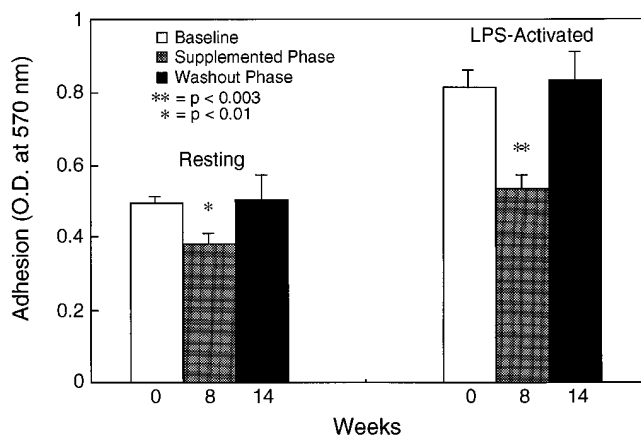 1
0.8
0.6
0.4
0.2
0
Adhesion (O.D. at 570 nm)
Baseline
Supplemented Phase
Washout Phase
** = p < 0.003
* = p < 0.01
Resting
*
LPS-Activated
**
0 8 14 0 8 14
Weeks